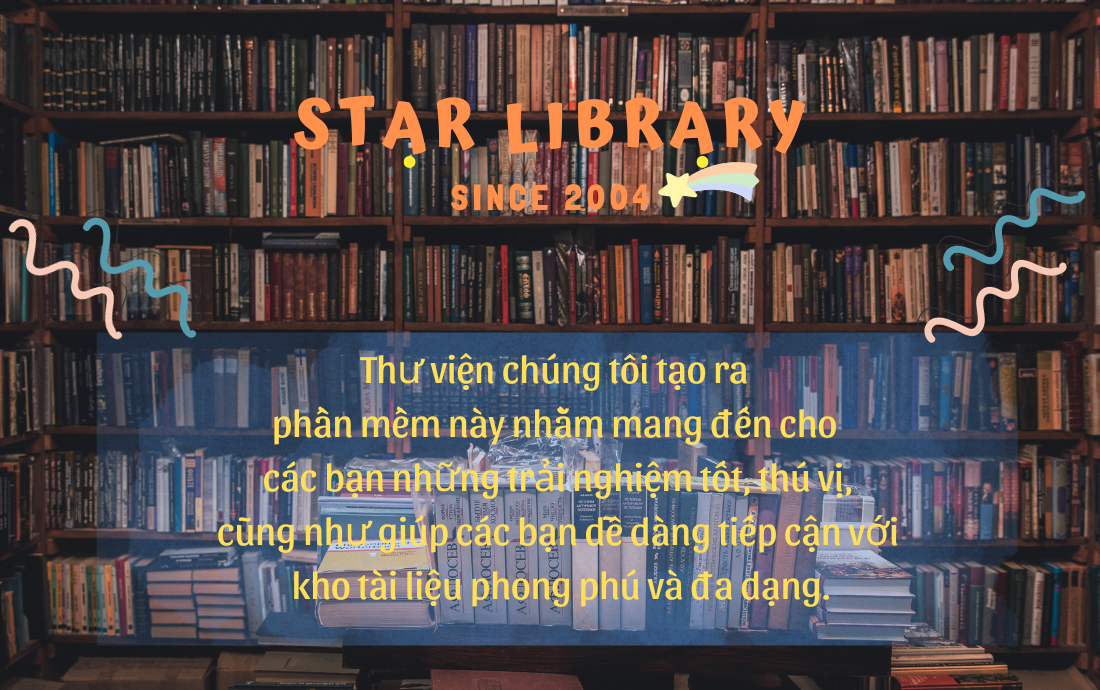 STAR LIBRARY
SINCE 2004
Thư viện chúng tôi tạo ra
phần mềm này nhằm mang đến cho
các bạn những trải nghiệm tốt, thú vị,
cũng như giúp các bạn dề dàng tiếp cận với
kho tài liệu phong phú và đa dạng.